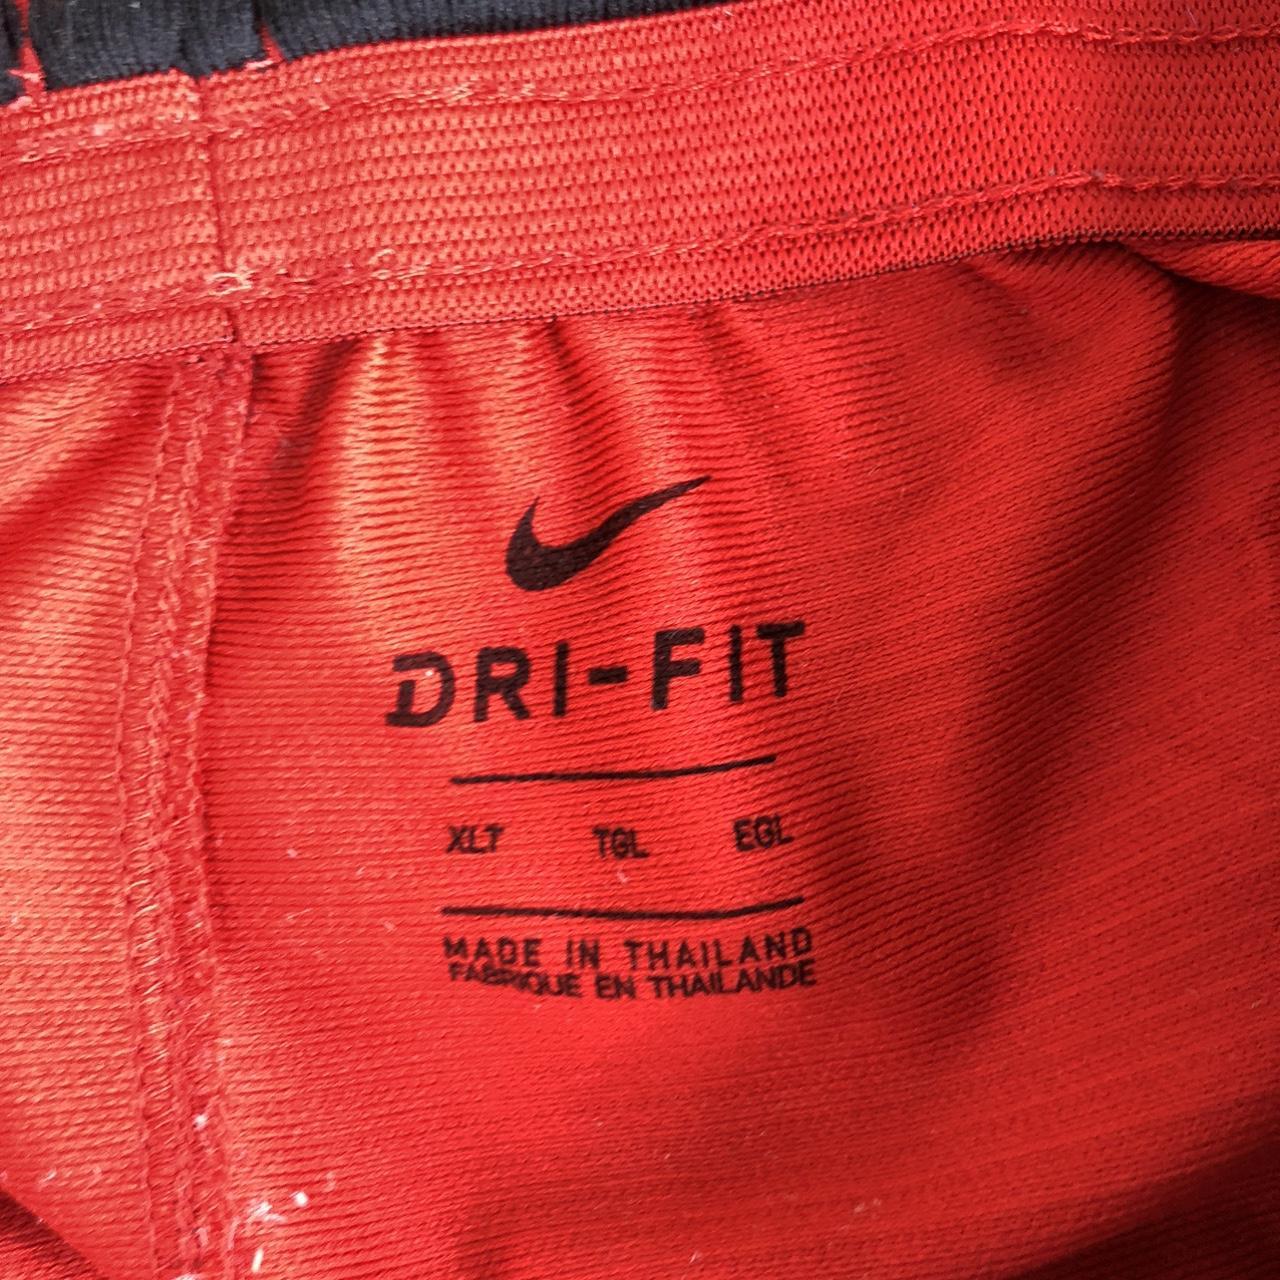 DRI-FIT
XLT TGL EGL
MADE IN THAILAND
FABRIQUE EN THAILANDE